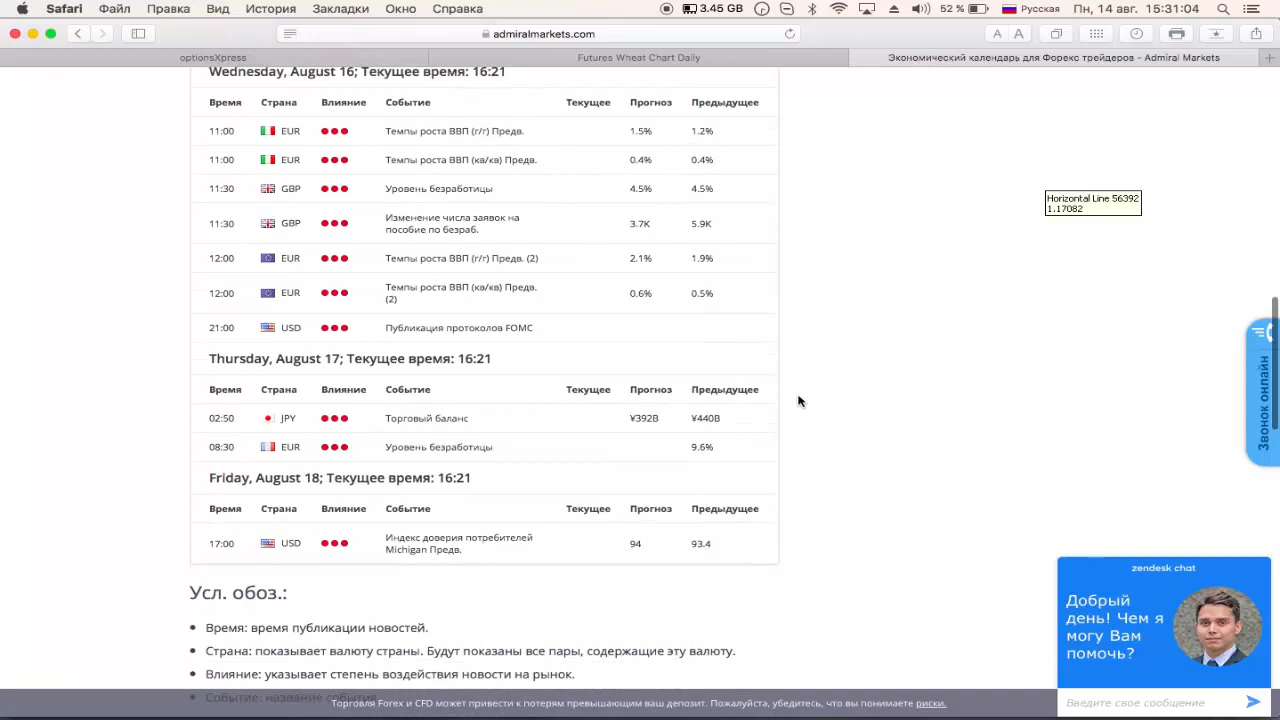 Safari Файл Правка Вид История Закладки Окно Справка 3.45 GB 52 % Русская Пн, 14 авг. 15:31:04
admiralmarkets.com A A
optionsXpress Futures Wheat Chart Daily Экономический календарь для Форекс трейдеров - Admiral Markets
Wednesday, August 16; Текущее время: 16:21
Время Страна Влияние Событие Текущее Прогноз Предыдущее
11:00 EUR Темпы роста ВВП (г/г) Предв. 1.5% 1.2%
11:00 EUR Темпы роста ВВП (кв/кв) Предв. 0.4% 0.4%
11:30 GBP Уровень безработицы 4.5% 4.5%
11:30 GBP Изменение числа заявок на
пособие по безраб. 3.7K 5.9K
12:00 EUR Темпы роста ВВП (г/г) Предв. (2) 2.1% 1.9%
12:00 EUR Темпы роста ВВП (кв/кв) Предв.
(2) 0.6% 0.5%
21:00 USD Публикация протоколов FOMC
Thursday, August 17; Текущее время: 16:21
Время Страна Влияние Событие Текущее Прогноз Предыдущее
02:50 JPY Торговый баланс ¥392B ¥440B
08:30 EUR Уровень безработицы 9.6%
Friday, August 18; Текущее время: 16:21
Время Страна Влияние Событие Текущее Прогноз Предыдущее
17:00 USD Индекс доверия потребителей
Michigan Предв. 94 93.4
Усл. обоз.:
Время: время публикации новостей.
Страна: показывает валюту страны. Будут показаны все пары, содержащие эту валюту.
Влияние: указывает степень воздействия новости на рынок.
Событие: название события
Торговля Forex и CFD может привести к потерям превышающим ваш депозит. Пожалуйста, убедитесь, что вы понимаете риски.
Horizontal Line 56392
1.17082
Звонок онлайн
zendesk chat
Добрый
день! Чем я
могу Вам
помочь?
Введите свое сообщение